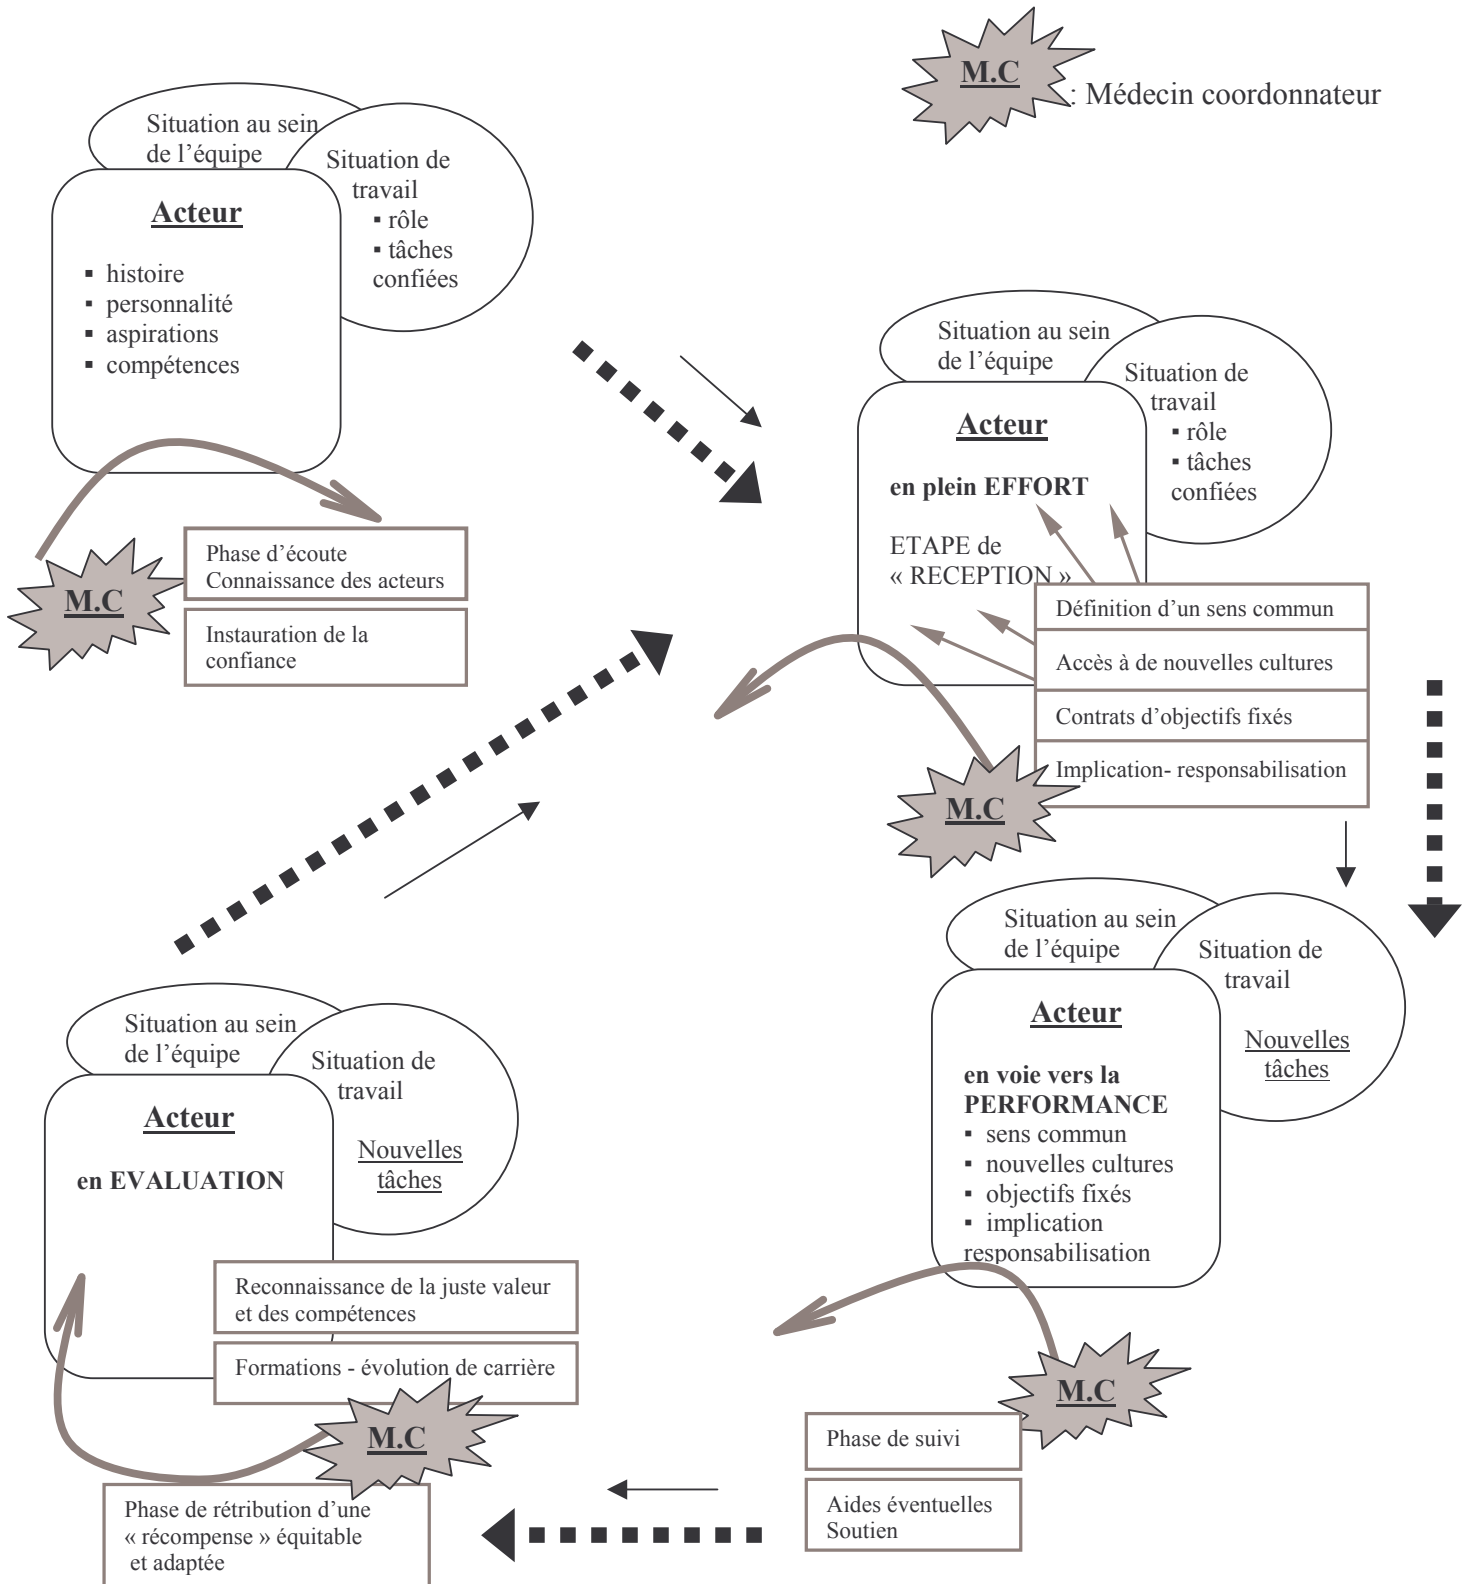 M.C
: Médecin coordonnateur
Situation au sein
de l’équipe
Situation de
travail
▪ rôle
▪ tâches
confiées
Acteur
▪ histoire
▪ personnalité
▪ aspirations
▪ compétences
M.C
Phase d’écoute
Connaissance des acteurs
Instauration de la
confiance
Situation au sein
de l’équipe
Situation de
travail
▪ rôle
▪ tâches
confiées
Acteur
en plein EFFORT
ETAPE de
« RECEPTION »
Définition d’un sens commun
Accès à de nouvelles cultures
Contrats d’objectifs fixés
Implication- responsabilisation
M.C
Situation au sein
de l’équipe
Situation de
travail
Nouvelles
tâches
Acteur
en voie vers la
PERFORMANCE
▪ sens commun
▪ nouvelles cultures
▪ objectifs fixés
▪ implication
responsabilisation
M.C
Phase de suivi
Aides éventuelles
Soutien
Situation au sein
de l’équipe
Situation de
travail
Nouvelles
tâches
Acteur
en EVALUATION
Reconnaissance de la juste valeur
et des compétences
Formations - évolution de carrière
M.C
Phase de rétribution d’une
« récompense » équitable
et adaptée